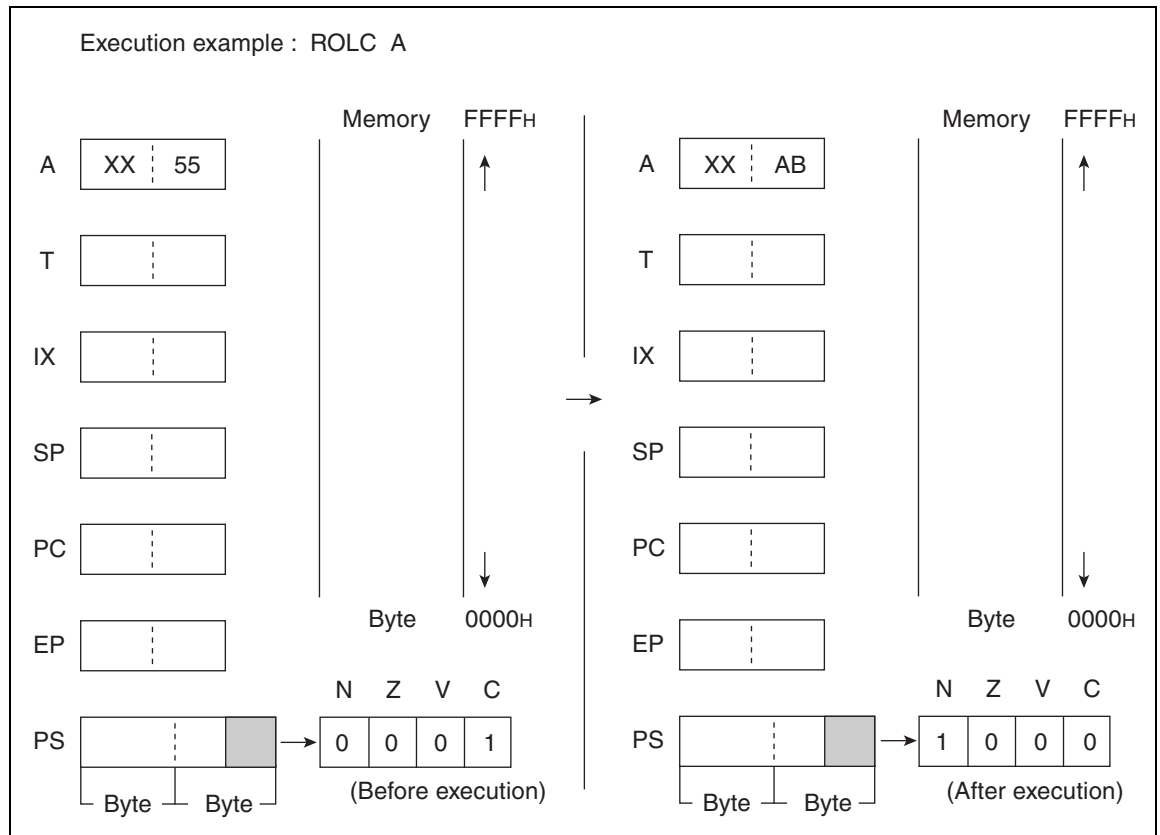 Execution example : ROLC A
Memory FFFFH
A XX 55
T
IX
SP
PC
Byte 0000H
EP
N Z V C
PS 0 0 0 1
Byte Byte (Before execution)
Memory FFFFH
A XX AB
T
IX
SP
PC
Byte 0000H
EP
N Z V C
PS 1 0 0 0
Byte Byte (After execution)